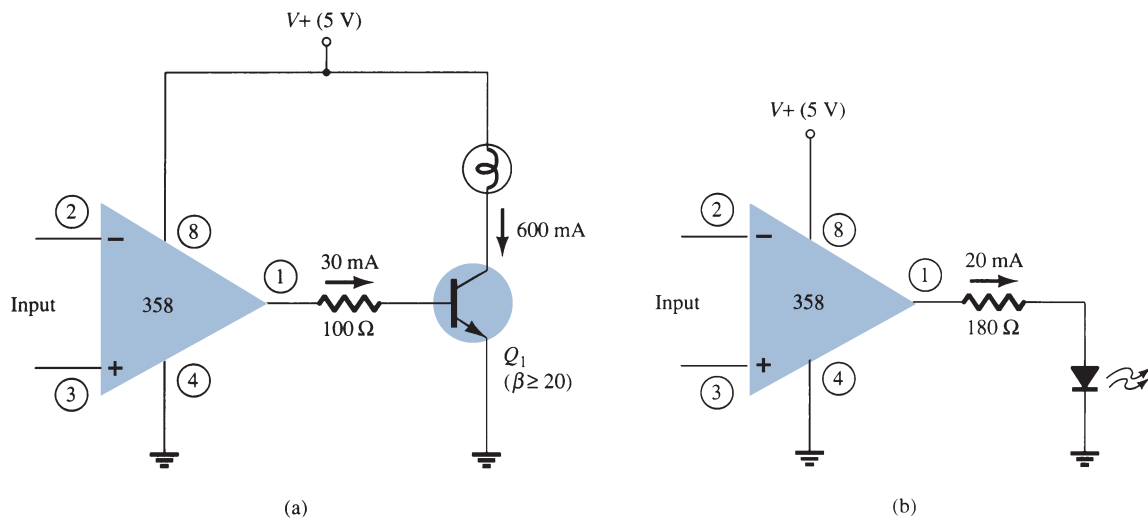 V+ (5 V)
2
8
600 mA
1
30 mA
Input
358
100 Ω
3
4
Q1
(β ≥ 20)
(a)
V+ (5 V)
2
8
1
20 mA
Input
358
180 Ω
3
4
(b)